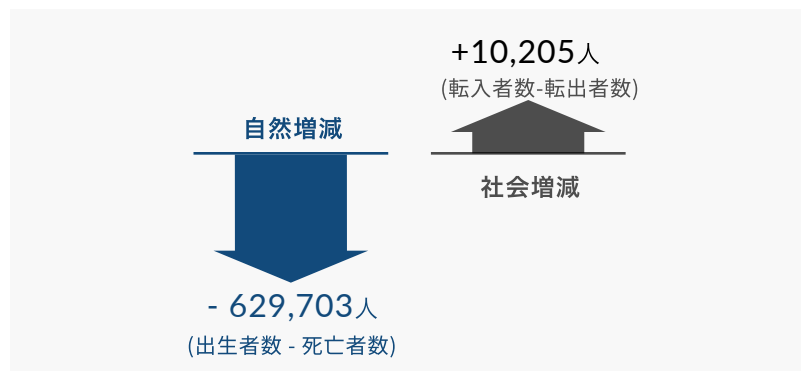 +10,205人
(転入者数-転出者数)
自然増減
社会増減
- 629,703人
(出生者数 - 死亡者数)